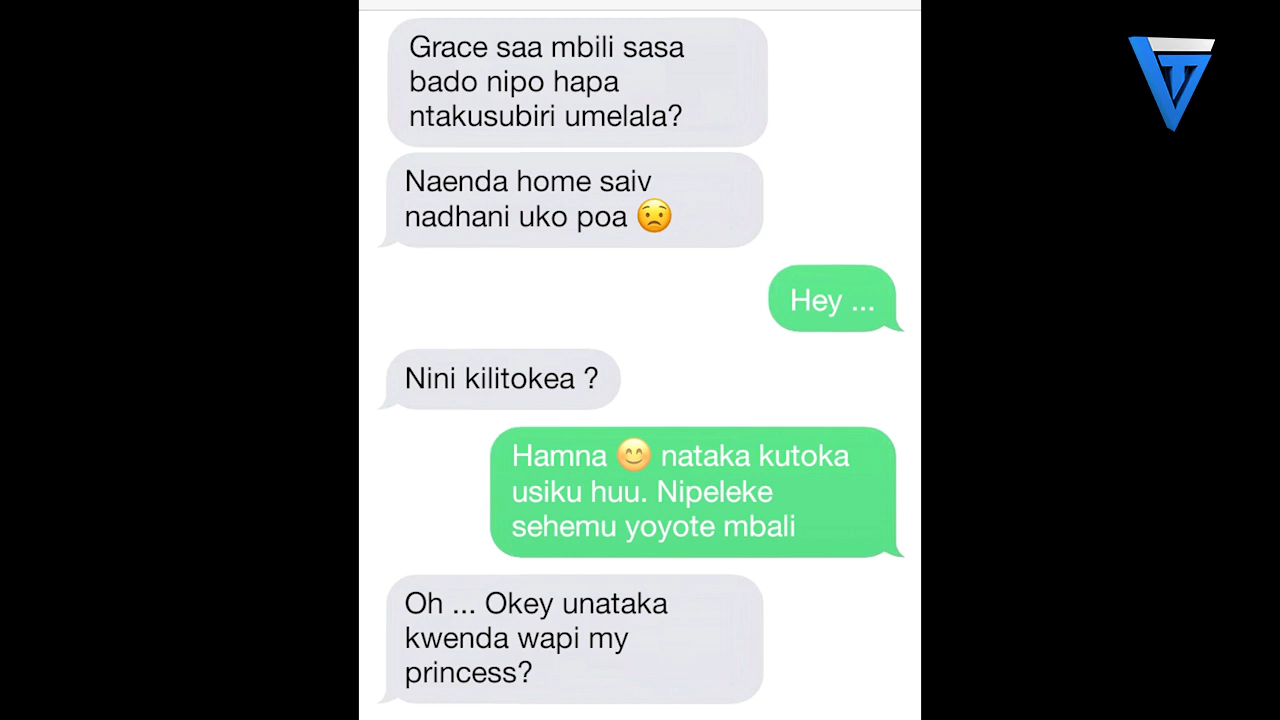 Grace saa mbili sasa
bado nipo hapa
ntakusubiri umelala?
Naenda home saiv
nadhani uko poa 😟
Hey ...
Nini kilitokea ?
Hamna 😊 nataka kutoka
usiku huu. Nipeleke
sehemu yoyote mbali
Oh ... Okey unataka
kwenda wapi my
princess?